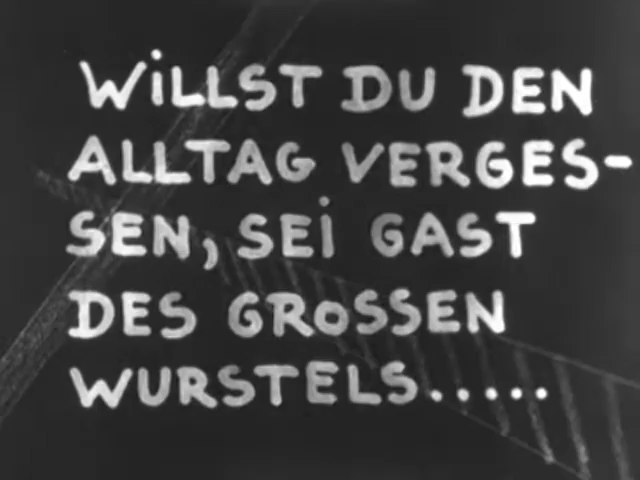 WiLLST DU DEN
ALLTAG VERGES-
SEN, SEi GAST
DES GROSSEN
WURSTELS.....